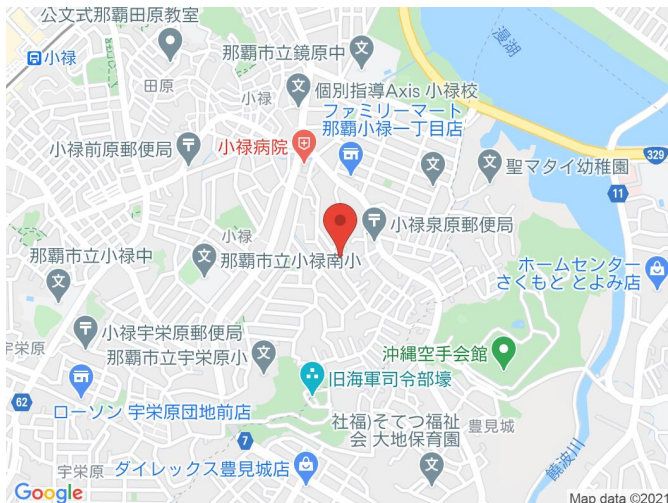 公文式那覇田原教室
小禄
田原
小禄
那覇市立鏡原中
漫湖
個別指導Axis 小禄校
ファミリーマート
那覇小禄一丁目店
小禄前原郵便局
小禄病院
329
聖マタイ幼稚園
11
小禄泉原郵便局
小禄
那覇市立小禄南小
那覇市立小禄中
ホームセンター
さくもと とよみ店
小禄宇栄原郵便局
宇栄原
那覇市立宇栄原小
沖縄空手会館
旧海軍司令部壕
62
ローソン 宇栄原団地前店
社福)そてつ福祉
会 大地保育園
豊見城
7
宇栄原
ダイレックス豊見城店
饒波川
Google
Map data ©2021